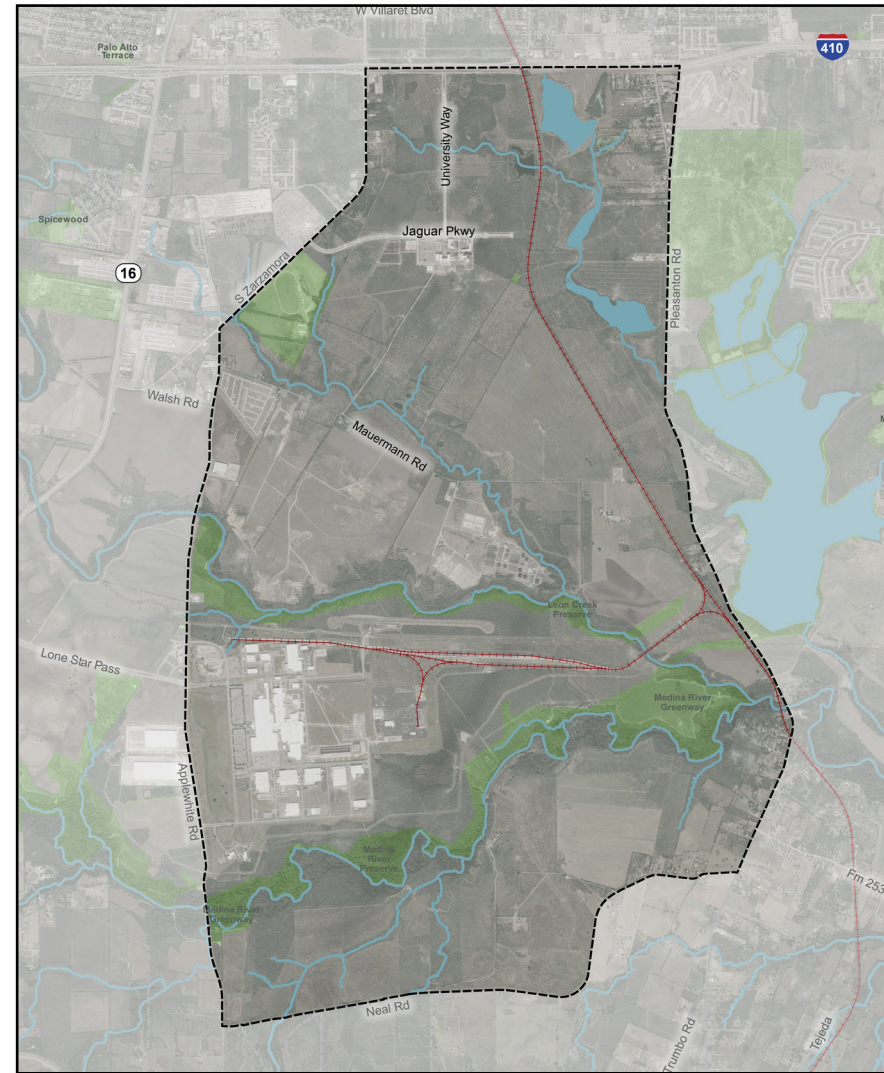 W Villaret Blvd
Palo Alto
Terrace
410
University Way
Spicewood
Jaguar Pkwy
16
S Zarzamora
Pleasanton Rd
Walsh Rd
Mauermann Rd
Leon Creek
Preserve
Lone Star Pass
Medina River
Greenway
Applewhite Rd
Medina
River
Preserve
Fm 253
Medina River
Greenway
Neal Rd
Trumbo Rd
Tejeda